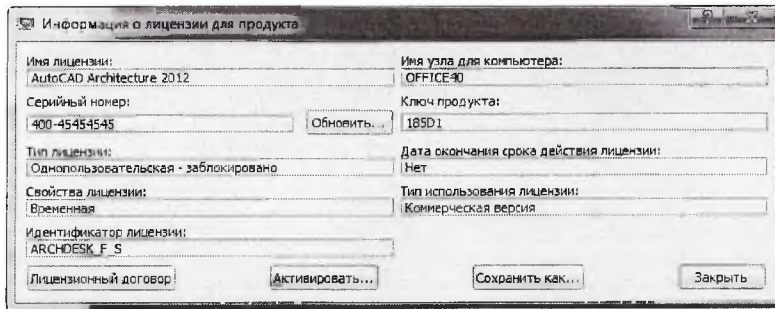 Информация о лицензии для продукта
Имя лицензии:
AutoCAD Architecture 2012
Имя узла для компьютера:
OFFICE40
Серийный номер:
400-45454545
Обновить...
Ключ продукта:
185D1
Тип лицензии:
Однопользовательская - заблокировано
Дата окончания срока действия лицензии:
Нет
Свойства лицензии:
Временная
Тип использования лицензии:
Коммерческая версия
Идентификатор лицензии:
ARCHDESK_F_S
Лицензионный договор
Активировать...
Сохранить как...
Закрыть